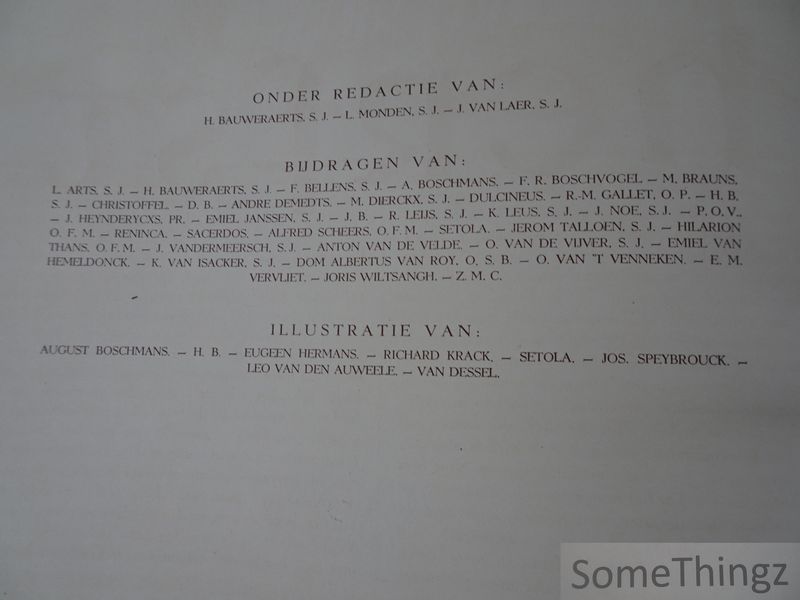 ONDER REDACTIE VAN:
H. BAUWERAERTS, S. J. — L. MONDEN, S. J. — J. VAN LAER, S. J.
BIJDRAGEN VAN:
L. ARTS, S. J. — H. BAUWERAERTS, S. J. — F. BELLENS, S. J. — A. BOSCHMANS. — F. R. BOSCHVOGEL — M. BRAUNS,
S. J. — CHRISTOFFEL. — D. B. — ANDRE DEMEDTS. — M. DIERCKX, S. J. — DULCINEUS. — R.-M. GALLET, O. P. — H. B.
— J. HEYNDERYCXS, PR. — EMIEL JANSSEN, S. J. — J. B. — R. LEIJS, S. J. — K. LEUS, S. J. — J. NOE, S. J. — P. O. V.,
O. F. M. — RENINCA. — SACERDOS. — ALFRED SCHEERS, O. F. M. — SETOLA. — JEROM TALLOEN, S. J. — HILARION
THANS, O. F. M. — J. VANDERMEERSCH, S. J. — ANTON VAN DE VELDE. — O. VAN DE VIJVER, S. J. — EMIEL VAN
HEMELDONCK. — K. VAN ISACKER, S. J. — DOM ALBERTUS VAN ROY, O. S. B. — O. VAN 'T VENNEKEN. — E. M.
VERVLIET. — JORIS WILTSANGH. — Z. M. C.
ILLUSTRATIE VAN:
AUGUST BOSCHMANS. — H. B. — EUGEEN HERMANS. — RICHARD KRACK. — SETOLA. — JOS. SPEYBROUCK. —
LEO VAN DEN AUWEELE. — VAN DESSEL.
SomeThingz